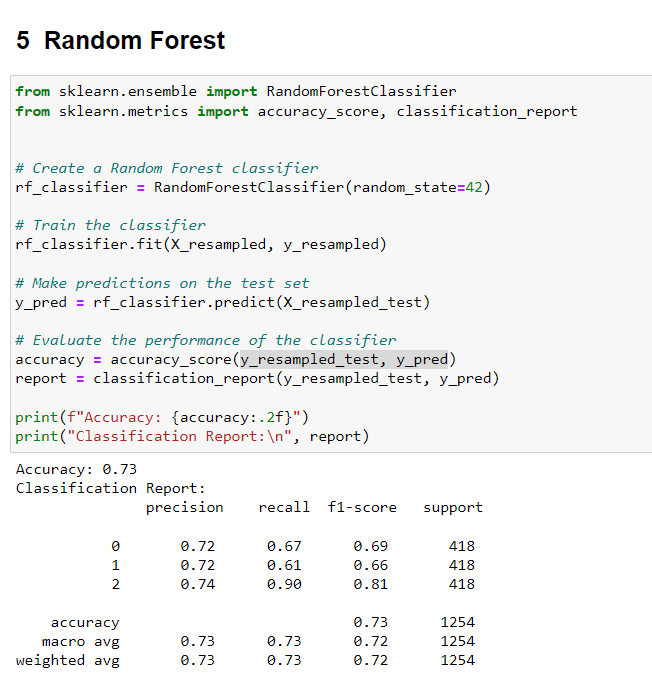 5 Random Forest
from sklearn.ensemble import RandomForestClassifier
from sklearn.metrics import accuracy_score, classification_report
# Create a Random Forest classifier
rf_classifier = RandomForestClassifier(random_state=42)
# Train the classifier
rf_classifier.fit(X_resampled, y_resampled)
# Make predictions on the test set
y_pred = rf_classifier.predict(X_resampled_test)
# Evaluate the performance of the classifier
accuracy = accuracy_score(y_resampled_test, y_pred)
report = classification_report(y_resampled_test, y_pred)
print(f"Accuracy: {accuracy:.2f}")
print("Classification Report:\n", report)
Accuracy: 0.73
Classification Report:
precision recall f1-score support
0 0.72 0.67 0.69 418
1 0.72 0.61 0.66 418
2 0.74 0.90 0.81 418
accuracy 0.73 1254
macro avg 0.73 0.73 0.72 1254
weighted avg 0.73 0.73 0.72 1254